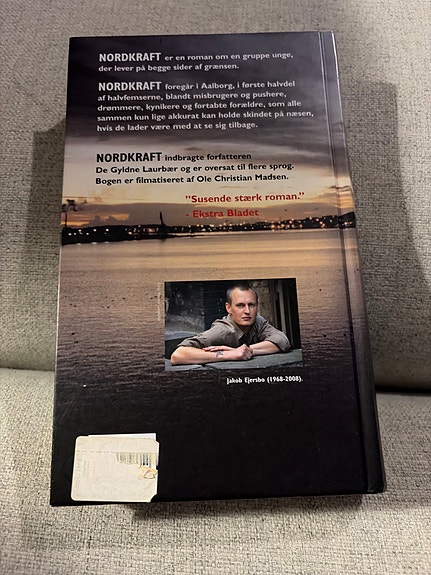 NORDKRAFT er en roman om en gruppe unge,
der lever på begge sider af grænsen.
NORDKRAFT foregår i Aalborg, i første halvdel
af halvfemserne, blandt misbrugere og pushere,
drømmere, kynikere og fortabte forældre, som alle
sammen kun lige akkurat kan holde skindet på næsen,
hvis de lader være med at se sig tilbage.
NORDKRAFT indbragte forfatteren
De Gyldne Laurbær og er oversat til flere sprog.
Bogen er filmatiseret af Ole Christian Madsen.
"Susende stærk roman."
- Ekstra Bladet
Jakob Ejersbo (1968-2008).